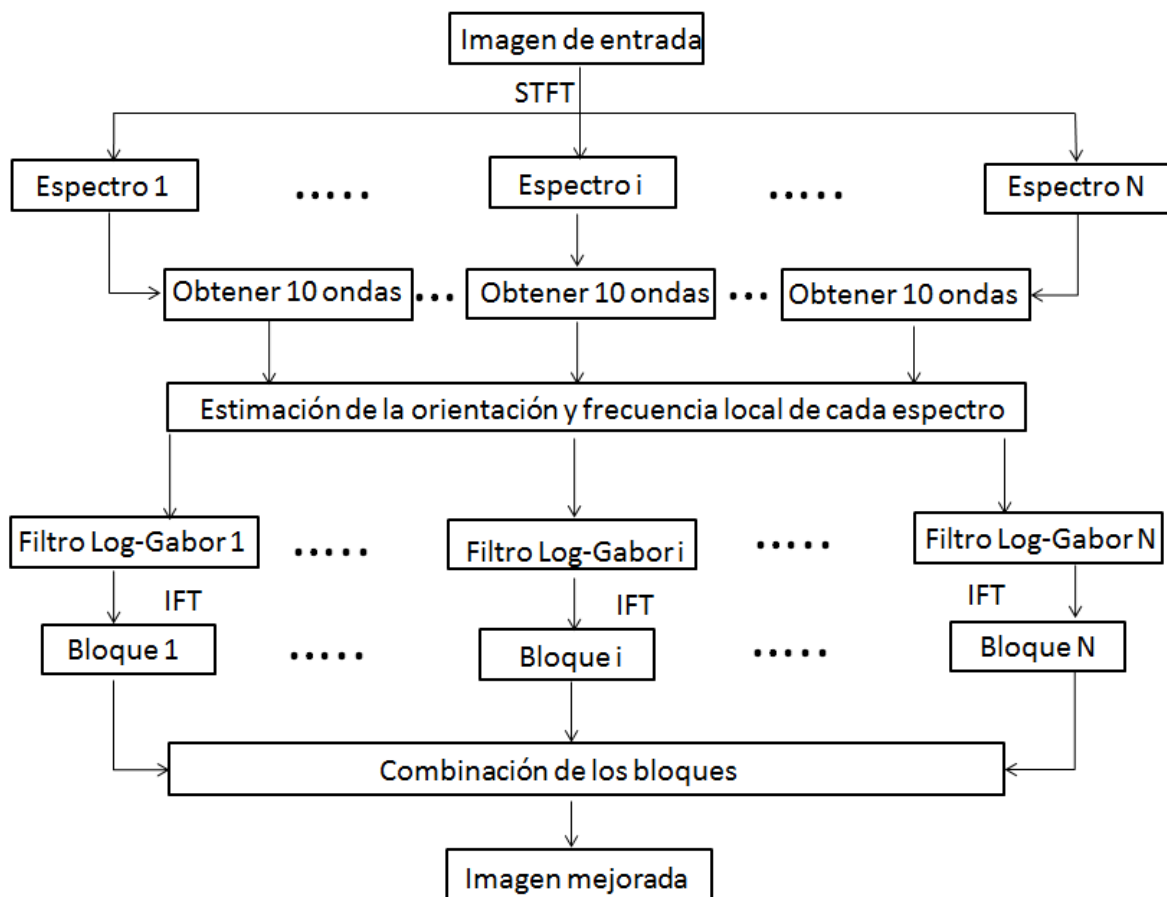 Imagen de entrada
STFT
Espectro 1
.....
Espectro i
.....
Espectro N
Obtener 10 ondas
...
Obtener 10 ondas
...
Obtener 10 ondas
Estimación de la orientación y frecuencia local de cada espectro
Filtro Log-Gabor 1
.....
Filtro Log-Gabor i
.....
Filtro Log-Gabor N
IFT
IFT
IFT
Bloque 1
.....
Bloque i
.....
Bloque N
Combinación de los bloques
Imagen mejorada